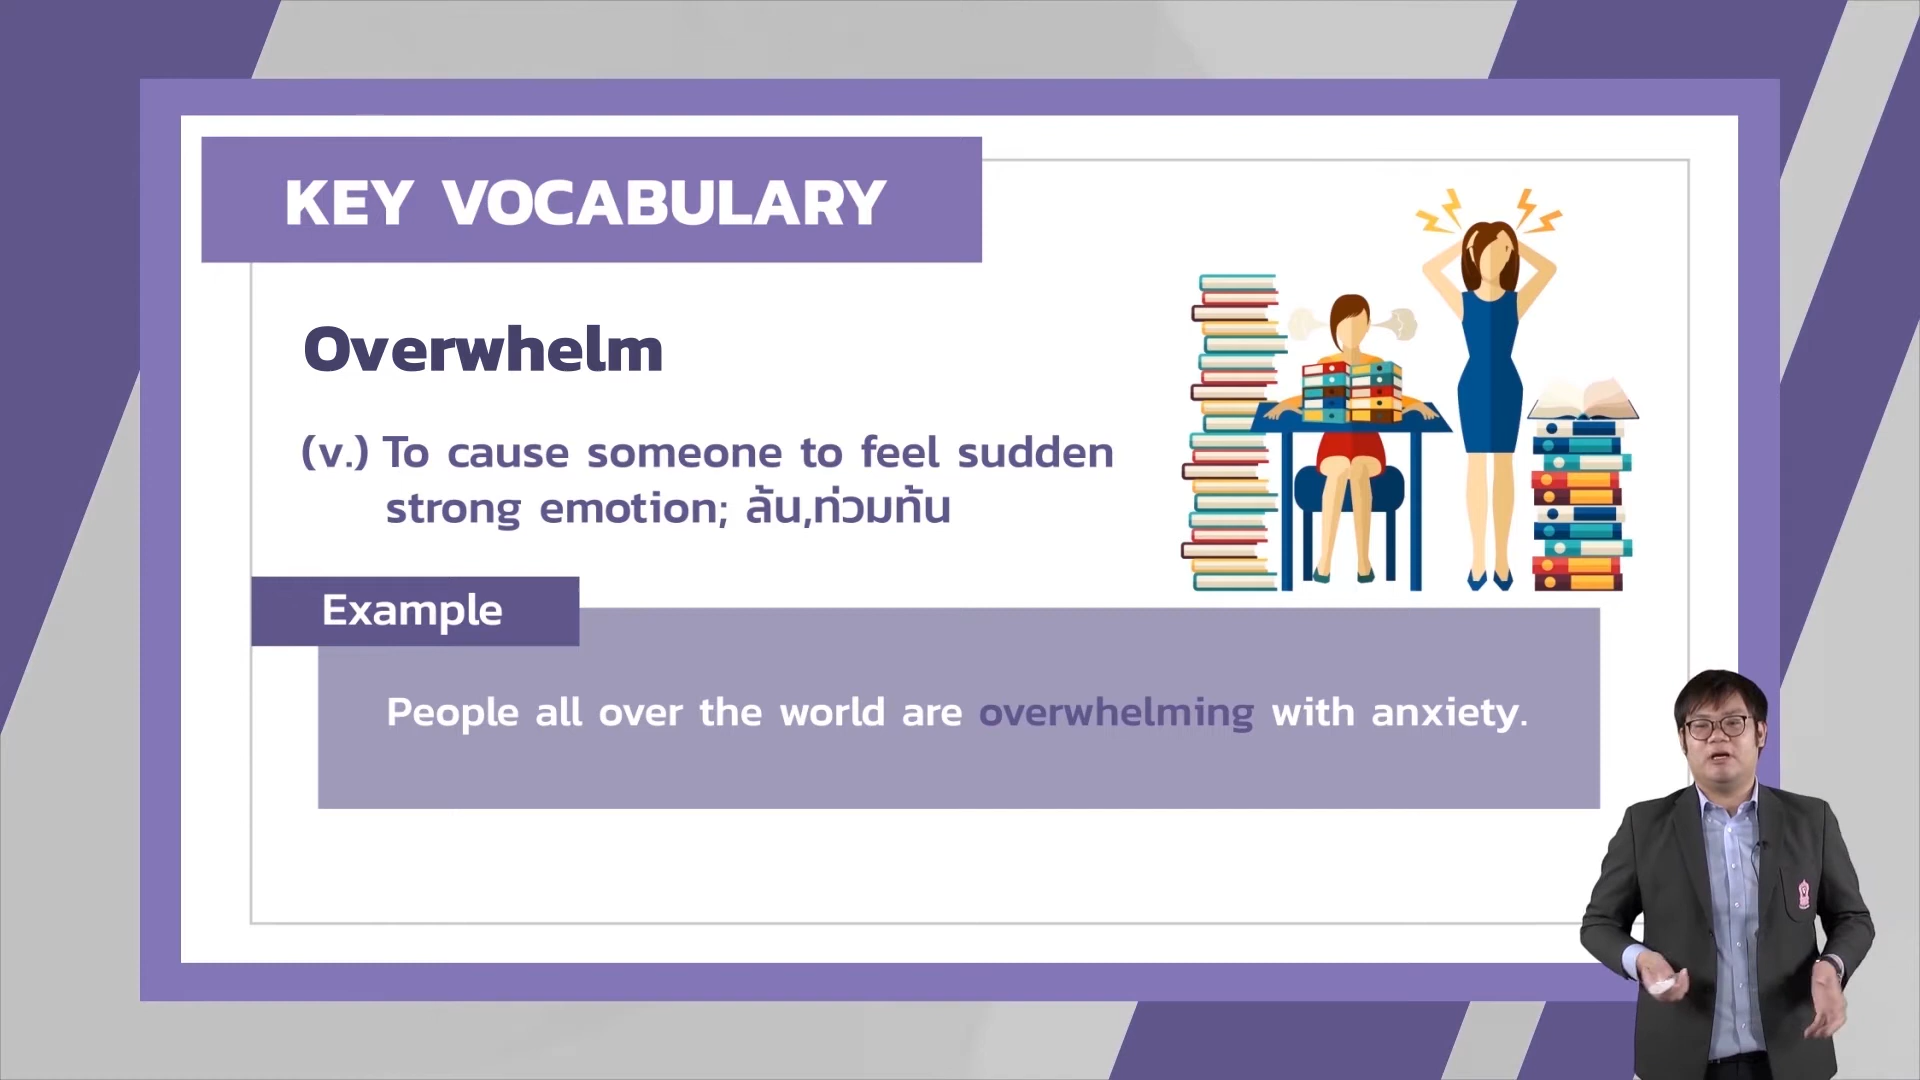 KEY VOCABULARY
Overwhelm
(v.) To cause someone to feel sudden
strong emotion; ล้น,ท่วมท้น
Example
People all over the world are overwhelming with anxiety.